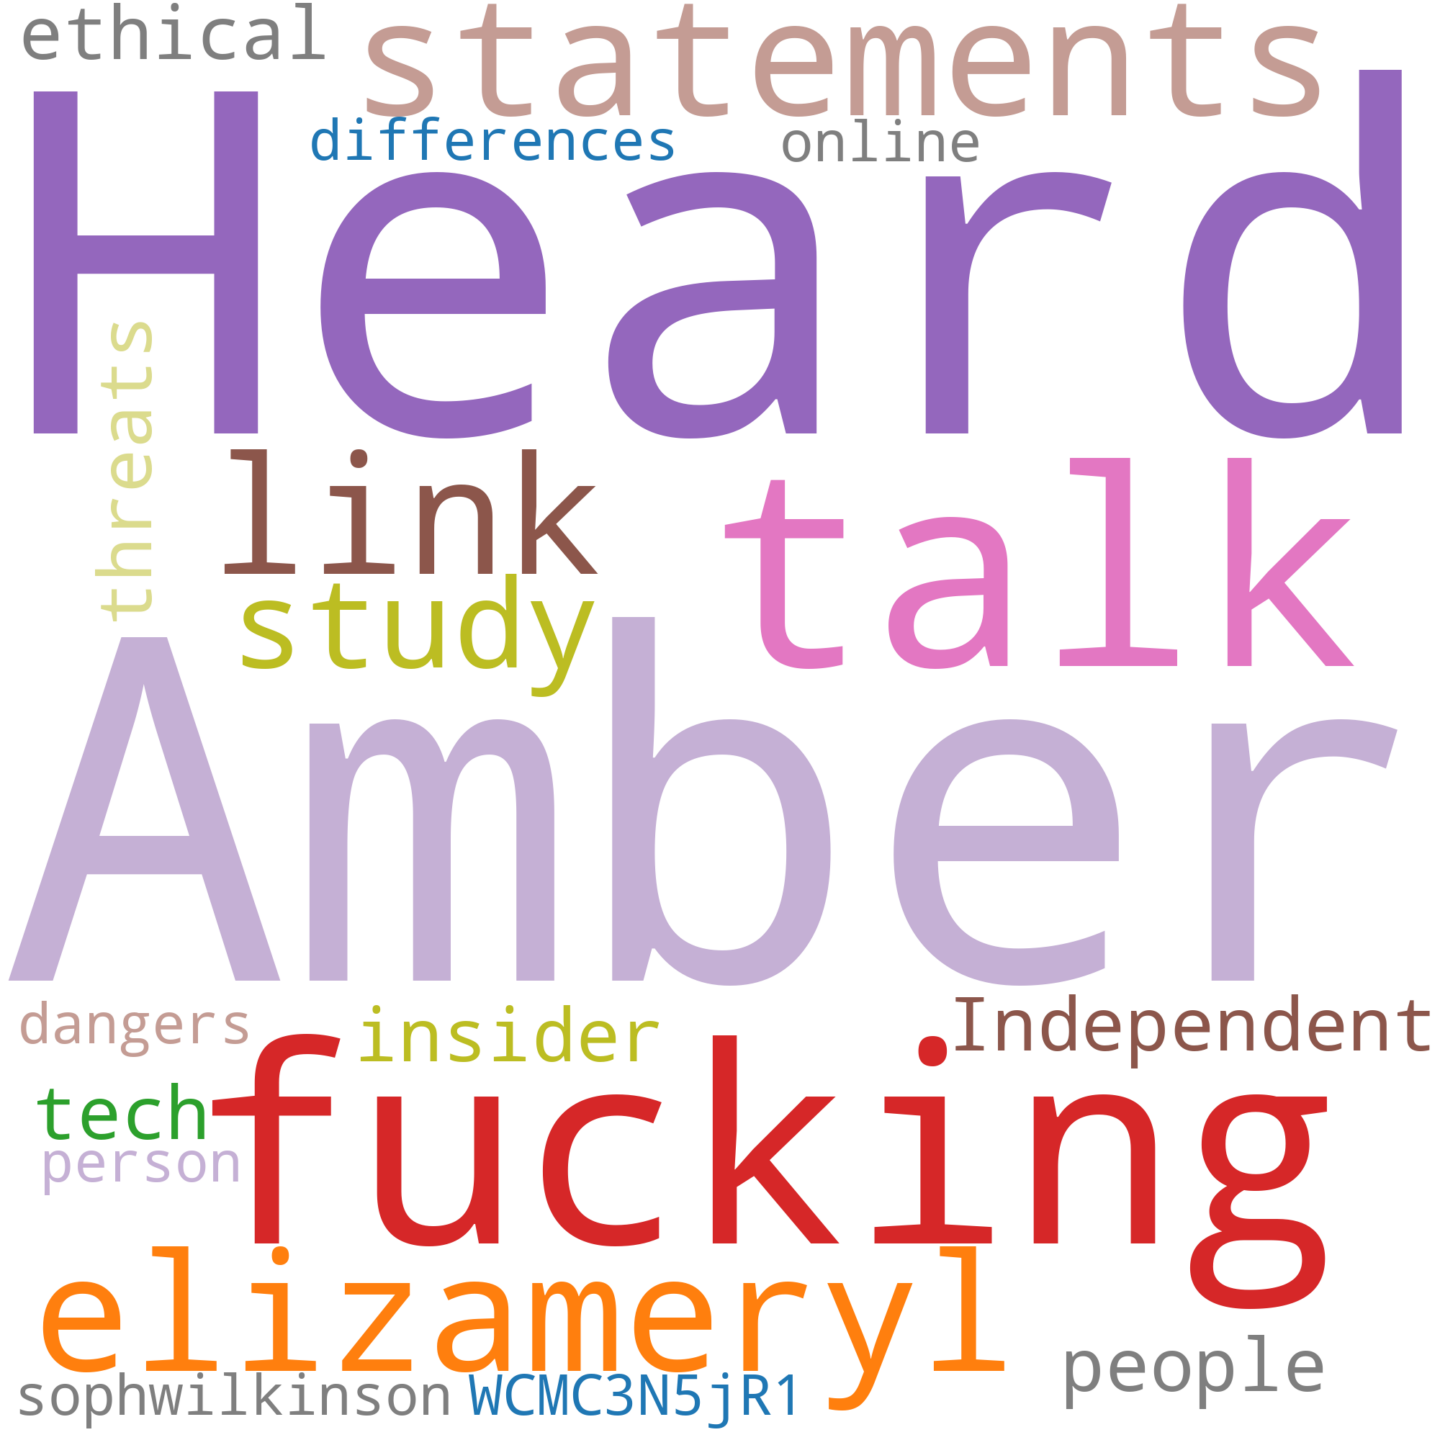 ethical
statements
differences
online
Heard
threats
link
talk
study
Amber
dangers
insider
Independent
fucking
tech
person
elizameryl
people
sophwilkinson
WCMC3N5jR1